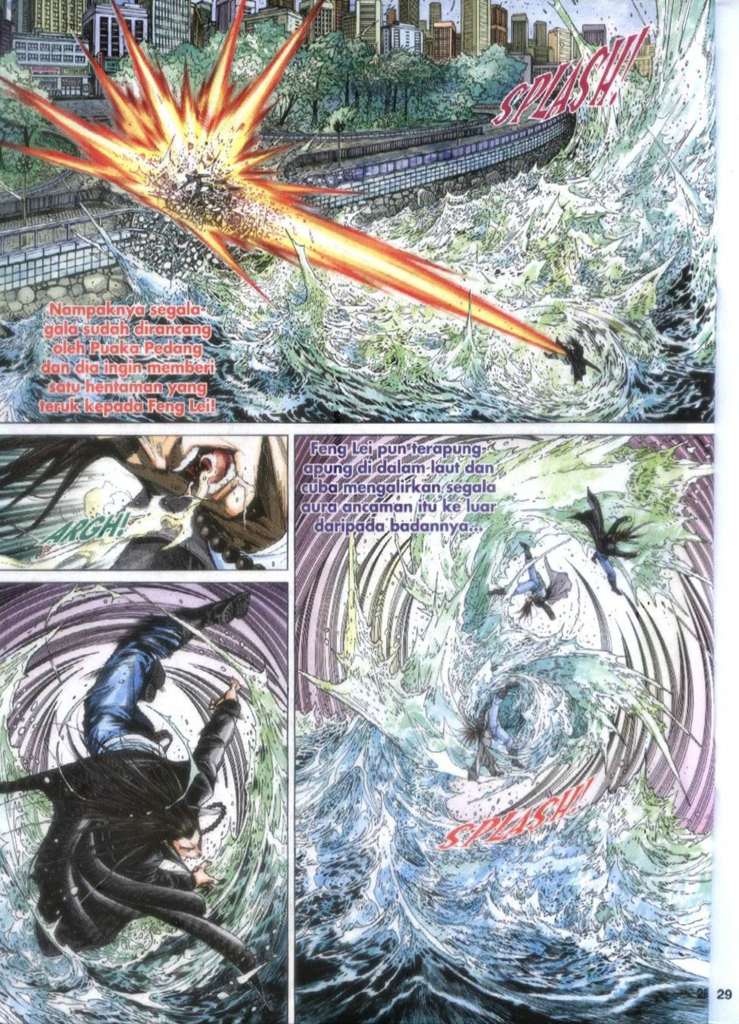 SPLASH!
Nampaknya segala-
gala sudah dirancang
oleh Puaka Pedang
dan dia ingin memberi
satu hentaman yang
teruk kepada Feng Lei!
ARGH!
Feng Lei pun terapung-
apung di dalam laut dan
cuba mengalirkan segala
aura ancaman itu ke luar
daripada badannya...
SPLASH!
29